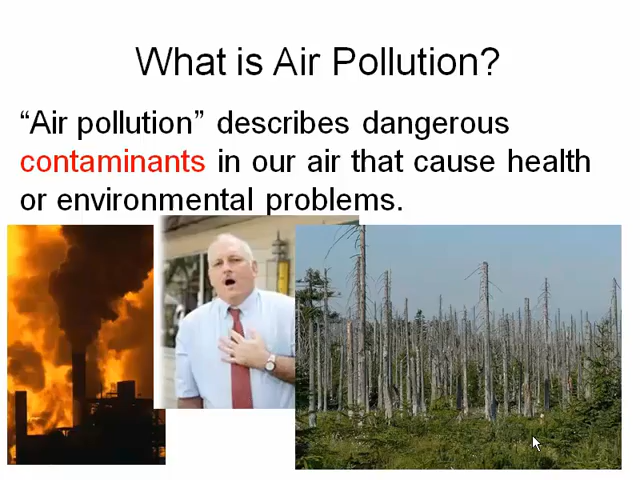 What is Air Pollution?
“Air pollution” describes dangerous
contaminants in our air that cause health
or environmental problems.